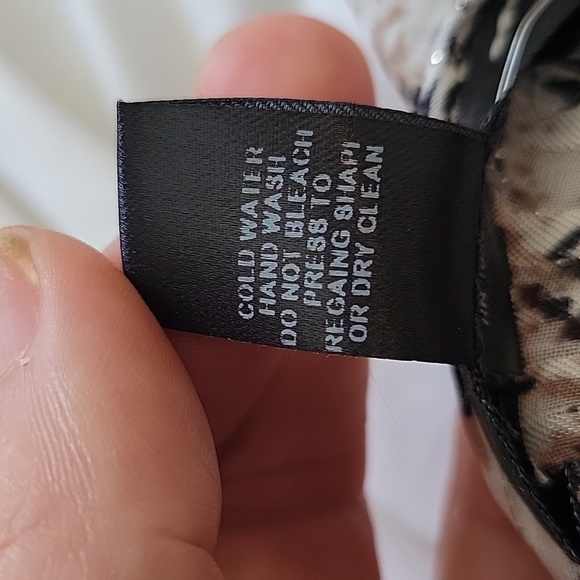 COLD WATER
HAND WASH
DO NOT BLEACH
PRESS TO
REGAING SHAPE
OR DRY CLEAN